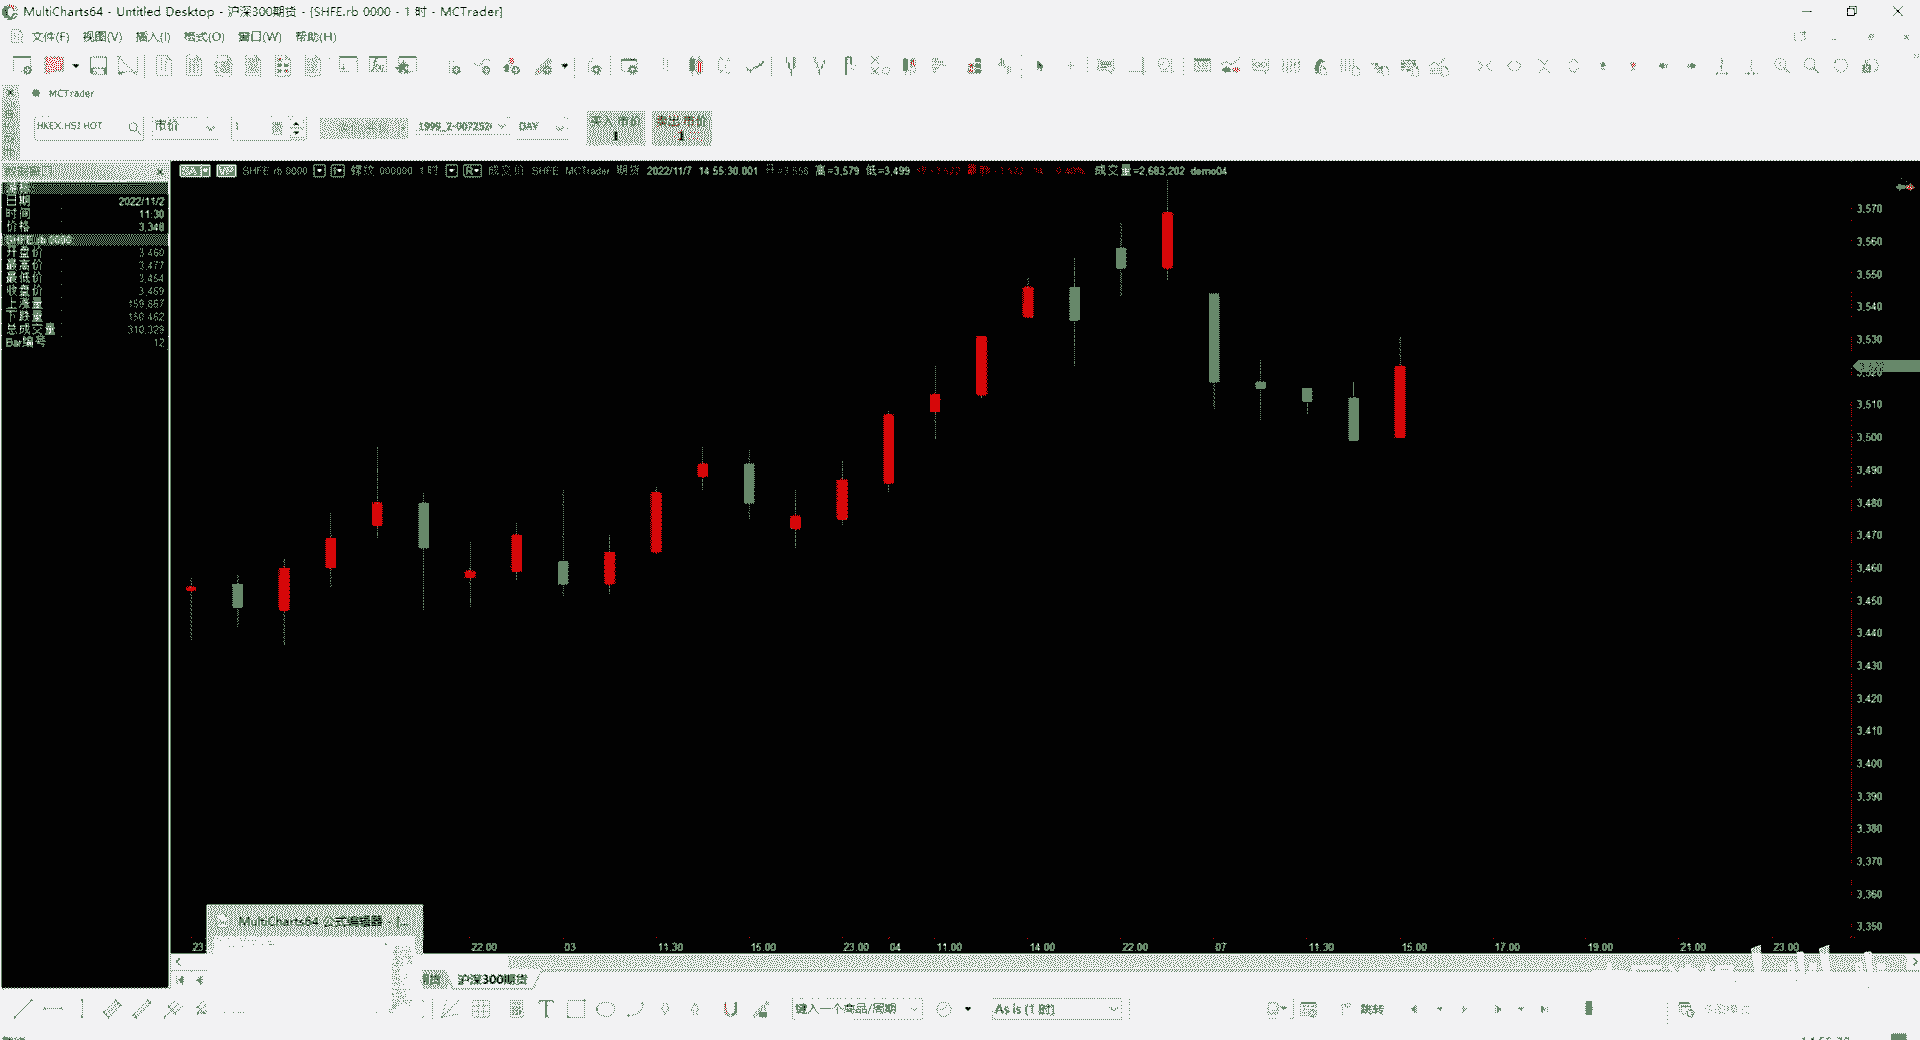 MultiCharts64 - Untitled Desktop - 沪深300期货 - [SHFE.rb 0000 - 1 时 - MCTrader]
文件(F) 视图(V) 插入(I) 格式(O) 窗口(W) 帮助(H)
MCTrader
HKEX.HSI HOT 市价 1 DAY 买入 市价 卖出 市价
1 1
SHFE rb 0000 螺纹 000000 1 时 成交价 SHFE MCTrader 期货 2022/11/7 14:55:30.001 高=3,579 低=3,499 成交量=2,683,202 demo04
日期 2022/11/2
时间 11:30
价格 3,348
SHFE.rb 0000
开盘价 3,460
最高价 3,477
最低价 3,454
收盘价 3,469
上涨量 159,867
下跌量 150,462
总成交量 310,329
Bar编号 12
3,570
3,560
3,550
3,540
3,530
3,520
3,510
3,500
3,490
3,480
3,470
3,460
3,450
3,440
3,430
3,420
3,410
3,400
3,390
3,380
3,370
3,360
3,350
MultiCharts64 公式编辑器 - [...
23: 22:00 03 11:30 15:00 23:00 04 11:00 14:00 22:00 07 11:30 15:00 17:00 19:00 21:00 23:00
沪深300期货
键入一个商品/周期 As is (1 时) 跳转